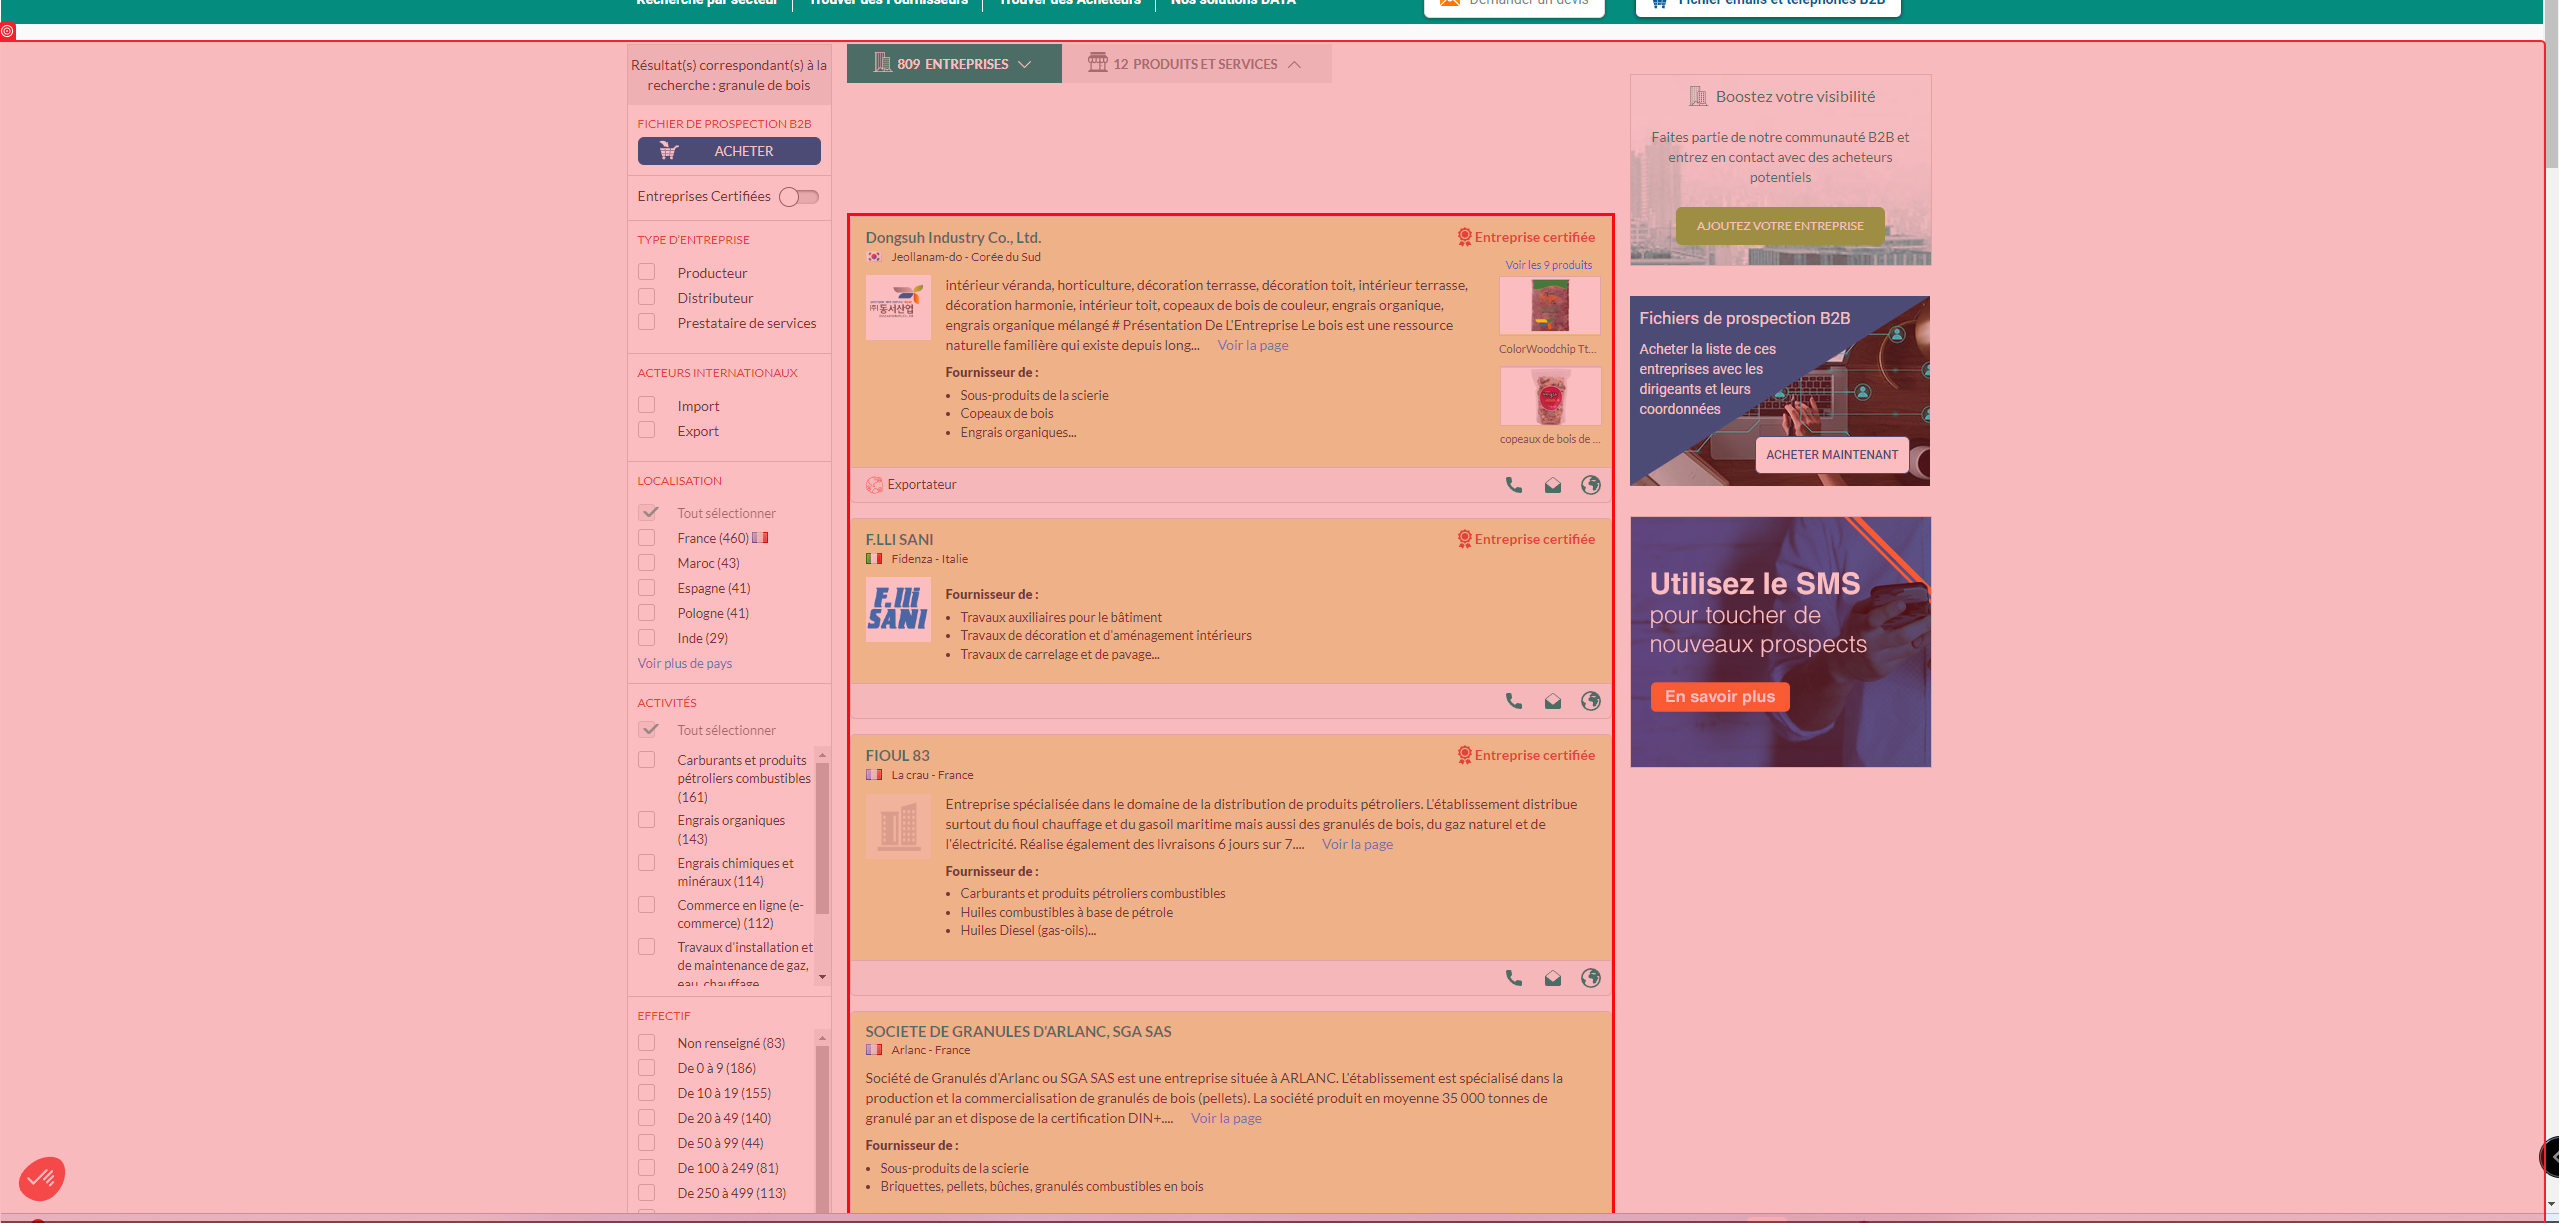 Recherche par secteur
Trouver des Fournisseurs
Trouver des Acheteurs
Nos solutions DATA
Demander un devis
Fichier emails et téléphones B2B
Résultat(s) correspondant(s) à la
recherche : granule de bois
FICHIER DE PROSPECTION B2B
ACHETER
Entreprises Certifiées
TYPE D'ENTREPRISE
Producteur
Distributeur
Prestataire de services
ACTEURS INTERNATIONAUX
Import
Export
LOCALISATION
Tout sélectionner
France (460)
Maroc (43)
Espagne (41)
Pologne (41)
Inde (29)
Voir plus de pays
ACTIVITÉS
Tout sélectionner
Carburants et produits
pétroliers combustibles
(161)
Engrais organiques
(143)
Engrais chimiques et
minéraux (114)
Commerce en ligne (e-
commerce) (112)
Travaux d'installation et
de maintenance de gaz,
eau, chauffage
EFFECTIF
Non renseigné (83)
De 0 à 9 (186)
De 10 à 19 (155)
De 20 à 49 (140)
De 50 à 99 (44)
De 100 à 249 (81)
De 250 à 499 (113)
809 ENTREPRISES
12 PRODUITS ET SERVICES
Dongsuh Industry Co., Ltd.
Entreprise certifiée
Jeollanam-do - Corée du Sud
Voir les 9 produits
㈜동서산업
intérieur véranda, horticulture, décoration terrasse, décoration toit, intérieur terrasse,
décoration harmonie, intérieur toit, copeaux de bois de couleur, engrais organique,
engrais organique mélangé # Présentation De L'Entreprise Le bois est une ressource
naturelle familière qui existe depuis long... Voir la page
Fournisseur de :
• Sous-produits de la scierie
• Copeaux de bois
• Engrais organiques...
ColorWoodchip Tt...
copeaux de bois de ...
Exportateur
F.LLI SANI
Entreprise certifiée
Fidenza - Italie
F.lli
SANI
Fournisseur de :
• Travaux auxiliaires pour le bâtiment
• Travaux de décoration et d'aménagement intérieurs
• Travaux de carrelage et de pavage...
FIOUL 83
Entreprise certifiée
La crau - France
Entreprise spécialisée dans le domaine de la distribution de produits pétroliers. L'établissement distribue
surtout du fioul chauffage et du gasoil maritime mais aussi des granulés de bois, du gaz naturel et de
l'électricité. Réalise également des livraisons 6 jours sur 7.... Voir la page
Fournisseur de :
• Carburants et produits pétroliers combustibles
• Huiles combustibles à base de pétrole
• Huiles Diesel (gas-oils)...
SOCIETE DE GRANULES D'ARLANC, SGA SAS
Arlanc - France
Société de Granulés d'Arlanc ou SGA SAS est une entreprise située à ARLANC. L'établissement est spécialisé dans la
production et la commercialisation de granulés de bois (pellets). La société produit en moyenne 35 000 tonnes de
granulé par an et dispose de la certification DIN+.... Voir la page
Fournisseur de :
• Sous-produits de la scierie
• Briquettes, pellets, bûches, granulés combustibles en bois
Boostez votre visibilité
Faites partie de notre communauté B2B et
entrez en contact avec des acheteurs
potentiels
AJOUTEZ VOTRE ENTREPRISE
Fichiers de prospection B2B
Acheter la liste de ces
entreprises avec les
dirigeants et leurs
coordonnées
ACHETER MAINTENANT
Utilisez le SMS
pour toucher de
nouveaux prospects
En savoir plus